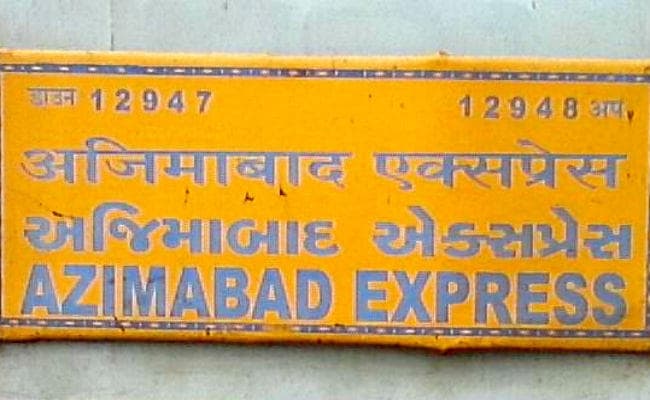 डाउन 12947 12948 अप
अजिमाबाद एक्सप्रेस
અજિમાબાદ એક્સપ્રેસ
AZIMABAD EXPRESS